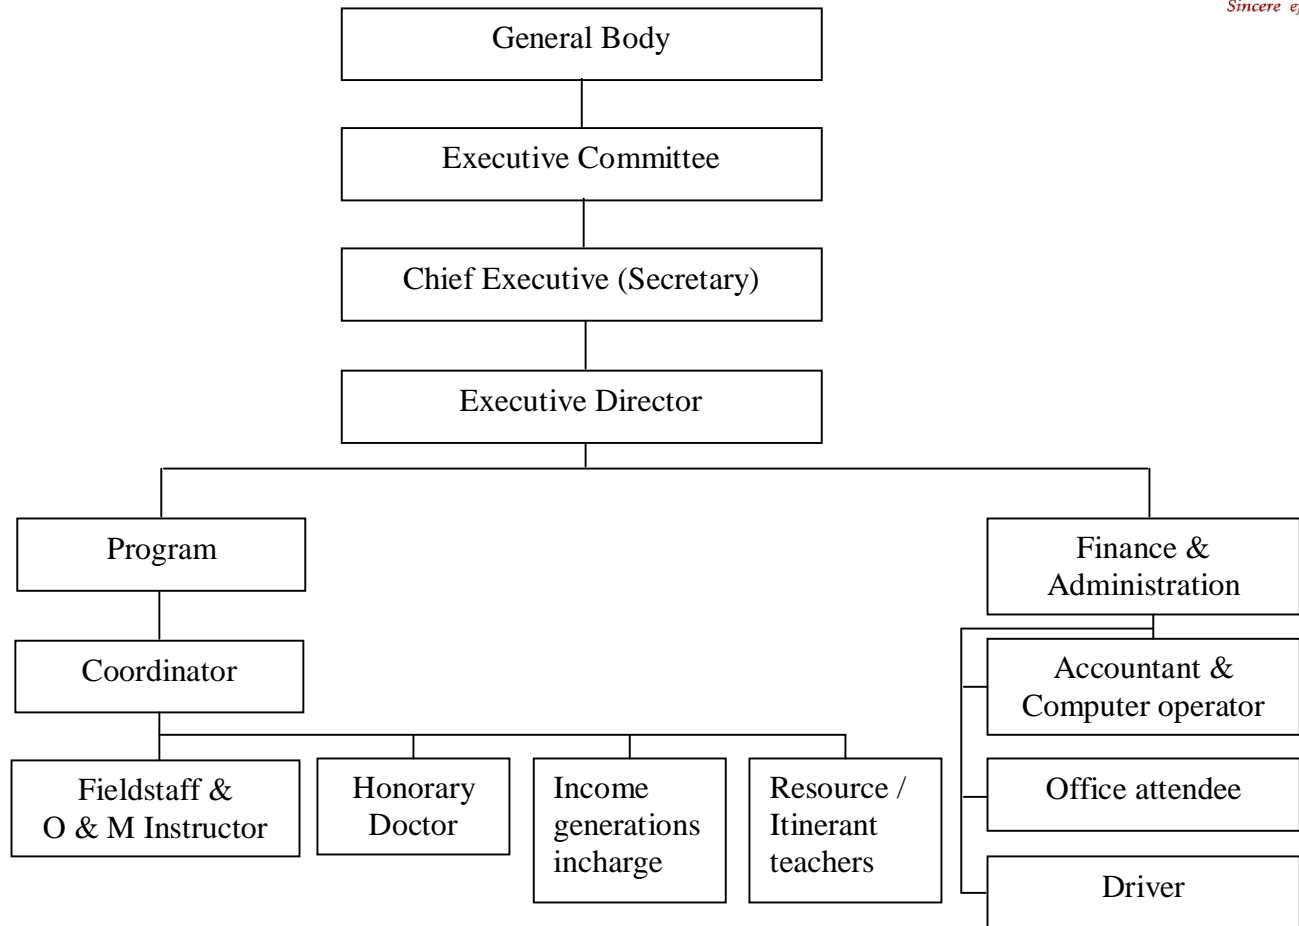 Sincere
General Body
Executive Committee
Chief Executive (Secretary)
Executive Director
Program
Finance &
Administration
Coordinator
Accountant &
Computer operator
Fieldstaff &
O & M Instructor
Honorary
Doctor
Income
generations
incharge
Resource /
Itinerant
teachers
Office attendee
Driver